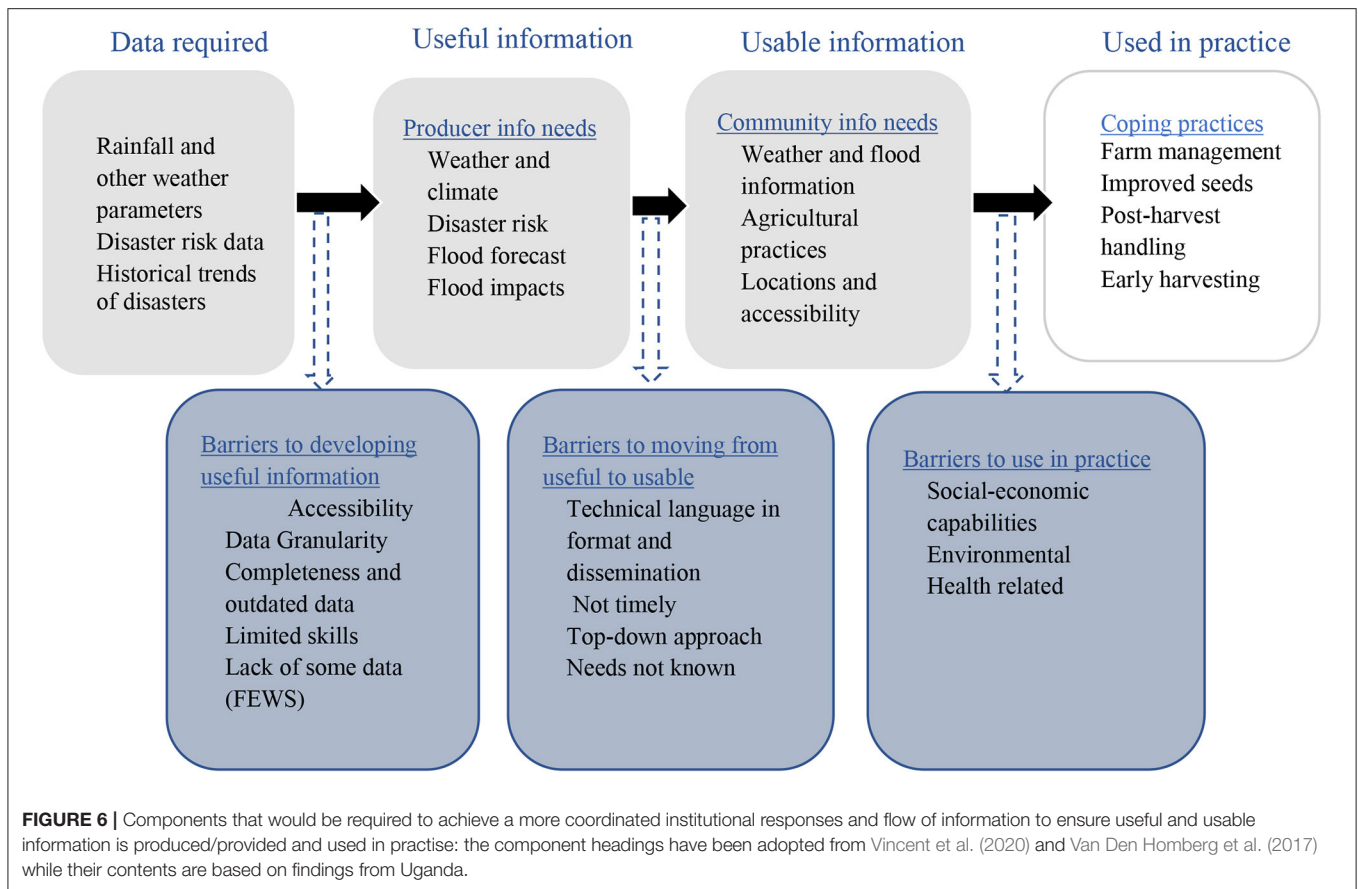 Data required
Useful information
Usable information
Used in practice
Rainfall and
other weather
parameters
Disaster risk data
Historical trends
of disasters
Producer info needs
Weather and
climate
Disaster risk
Flood forecast
Flood impacts
Community info needs
Weather and flood
information
Agricultural
practices
Locations and
accessibility
Coping practices
Farm management
Improved seeds
Post-harvest
handling
Early harvesting
Barriers to developing
useful information
Accessibility
Data Granularity
Completeness and
outdated data
Limited skills
Lack of some data
(FEWS)
Barriers to moving from
useful to usable
Technical language in
format and
dissemination
Not timely
Top-down approach
Needs not known
Barriers to use in practice
Social-economic
capabilities
Environmental
Health related
FIGURE 6 | Components that would be required to achieve a more coordinated institutional responses and flow of information to ensure useful and usable
information is produced/provided and used in practise: the component headings have been adopted from Vincent et al. (2020) and Van Den Homberg et al. (2017)
while their contents are based on findings from Uganda.